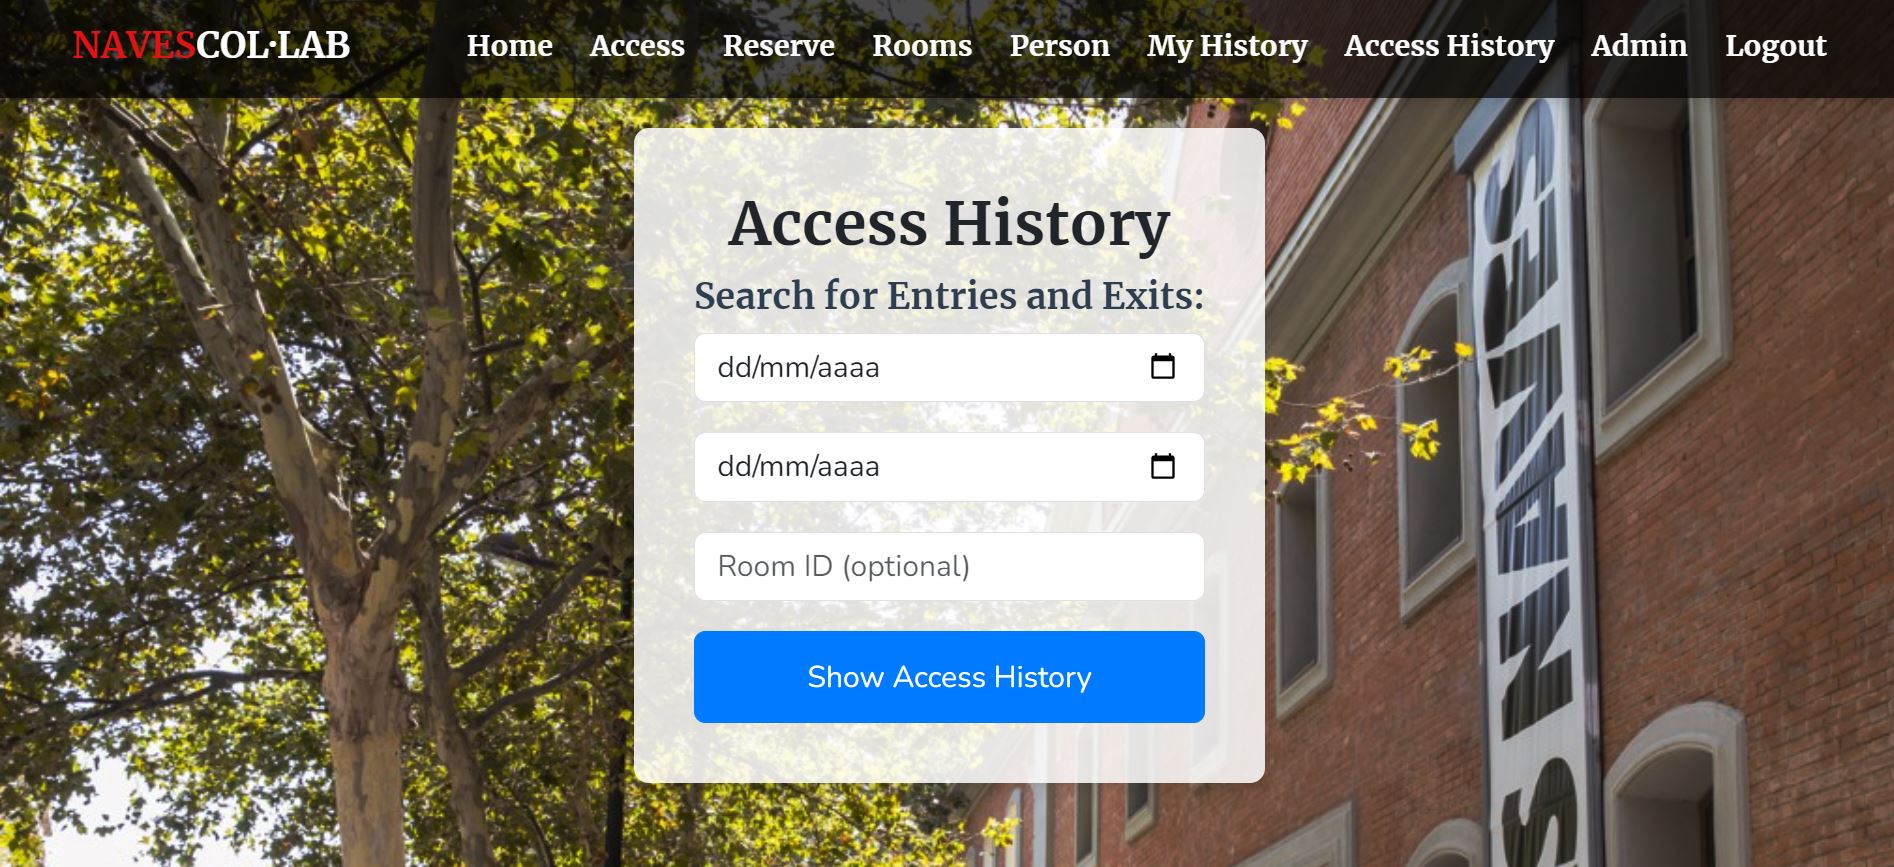 NAVESCOL·LAB Home Access Reserve Rooms Person My History Access History Admin Logout
Access History
Search for Entries and Exits:
dd/mm/aaaa
dd/mm/aaaa
Room ID (optional)
Show Access History